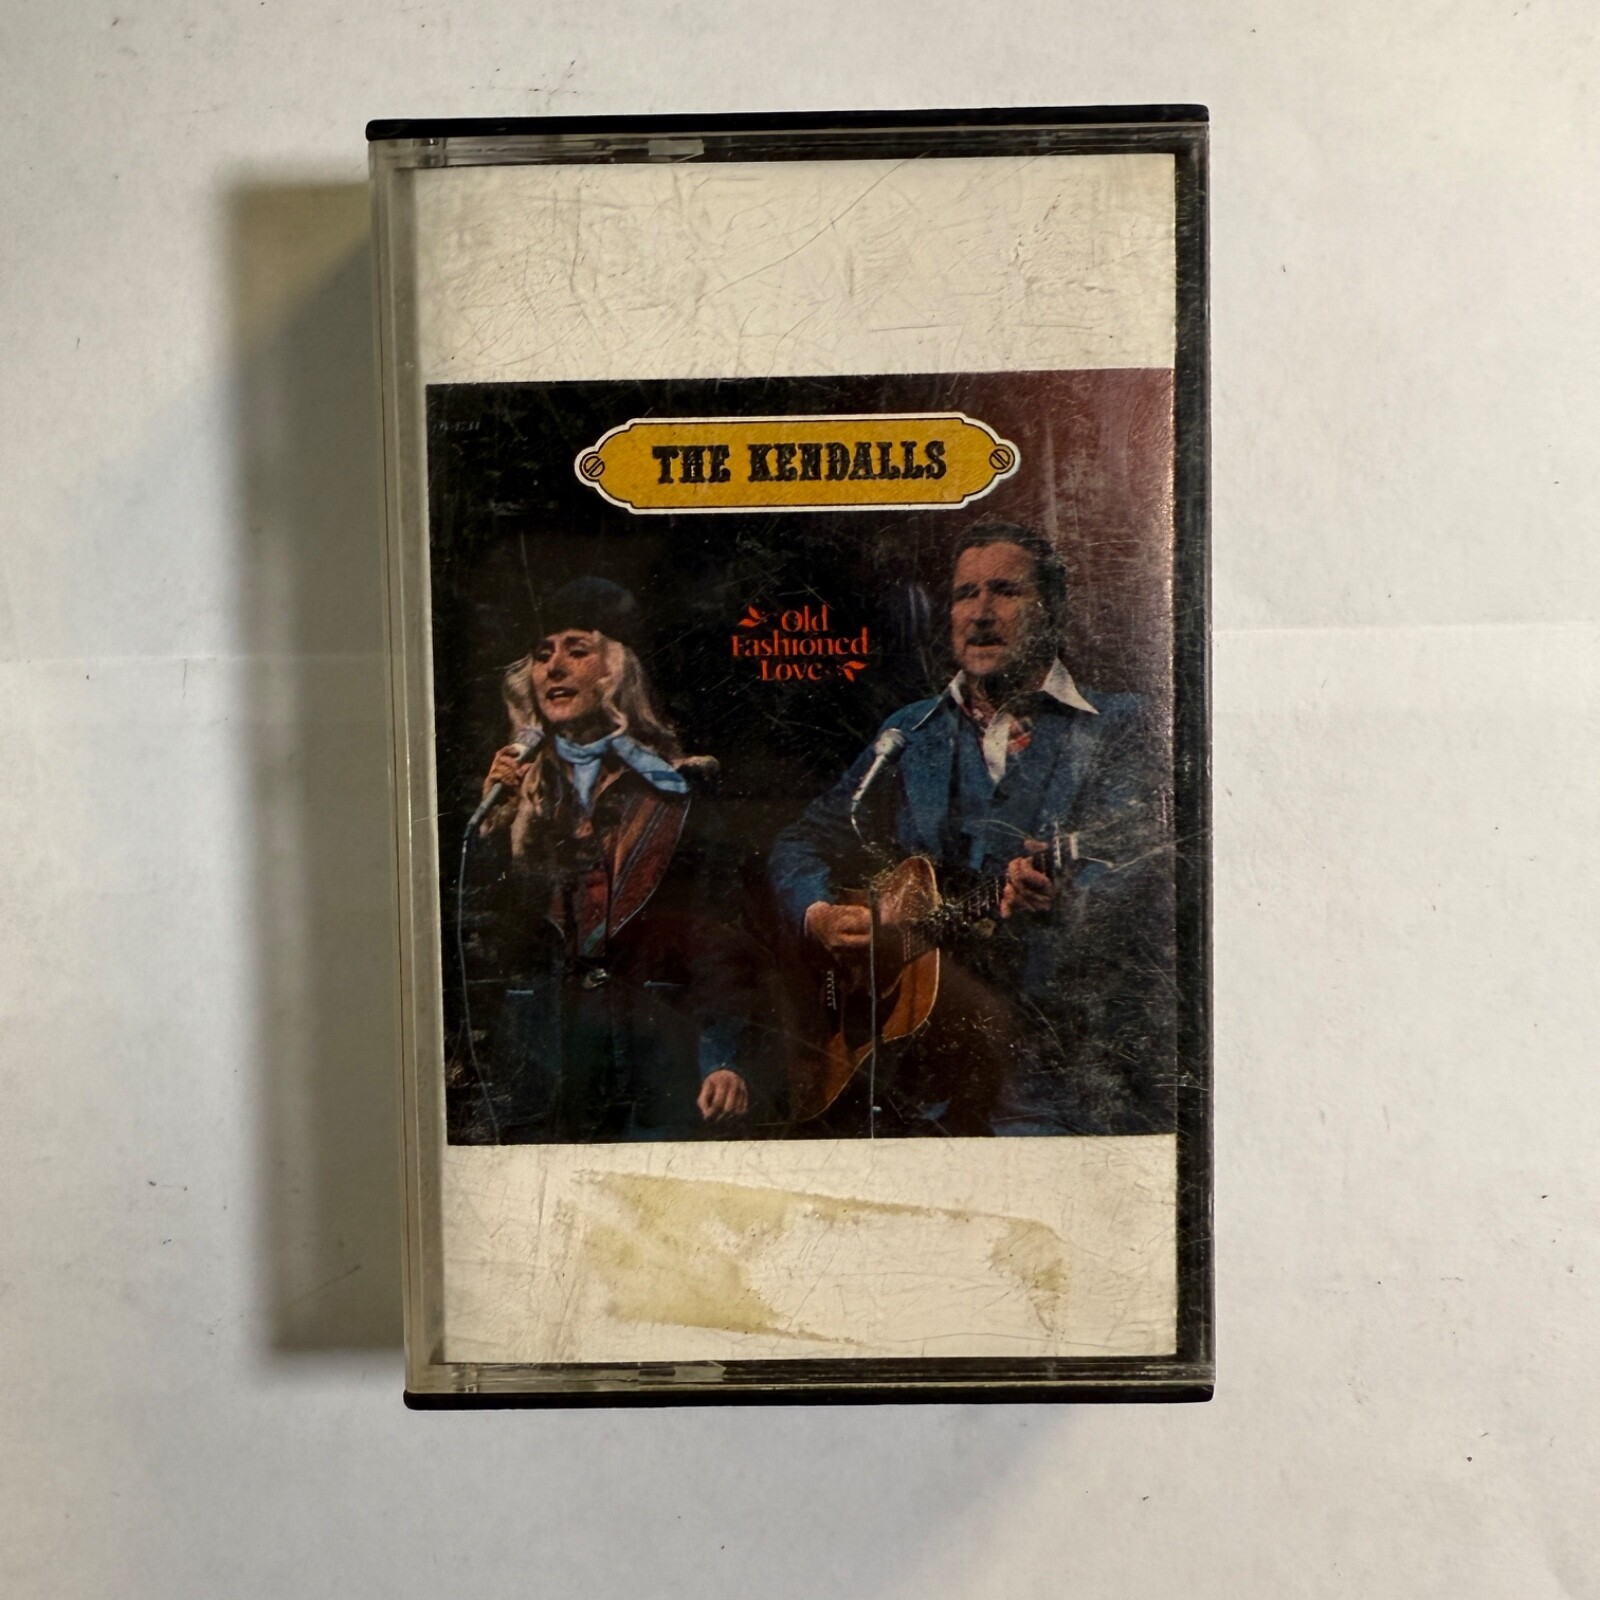 THE KENDALLS
Old
Fashioned
Love